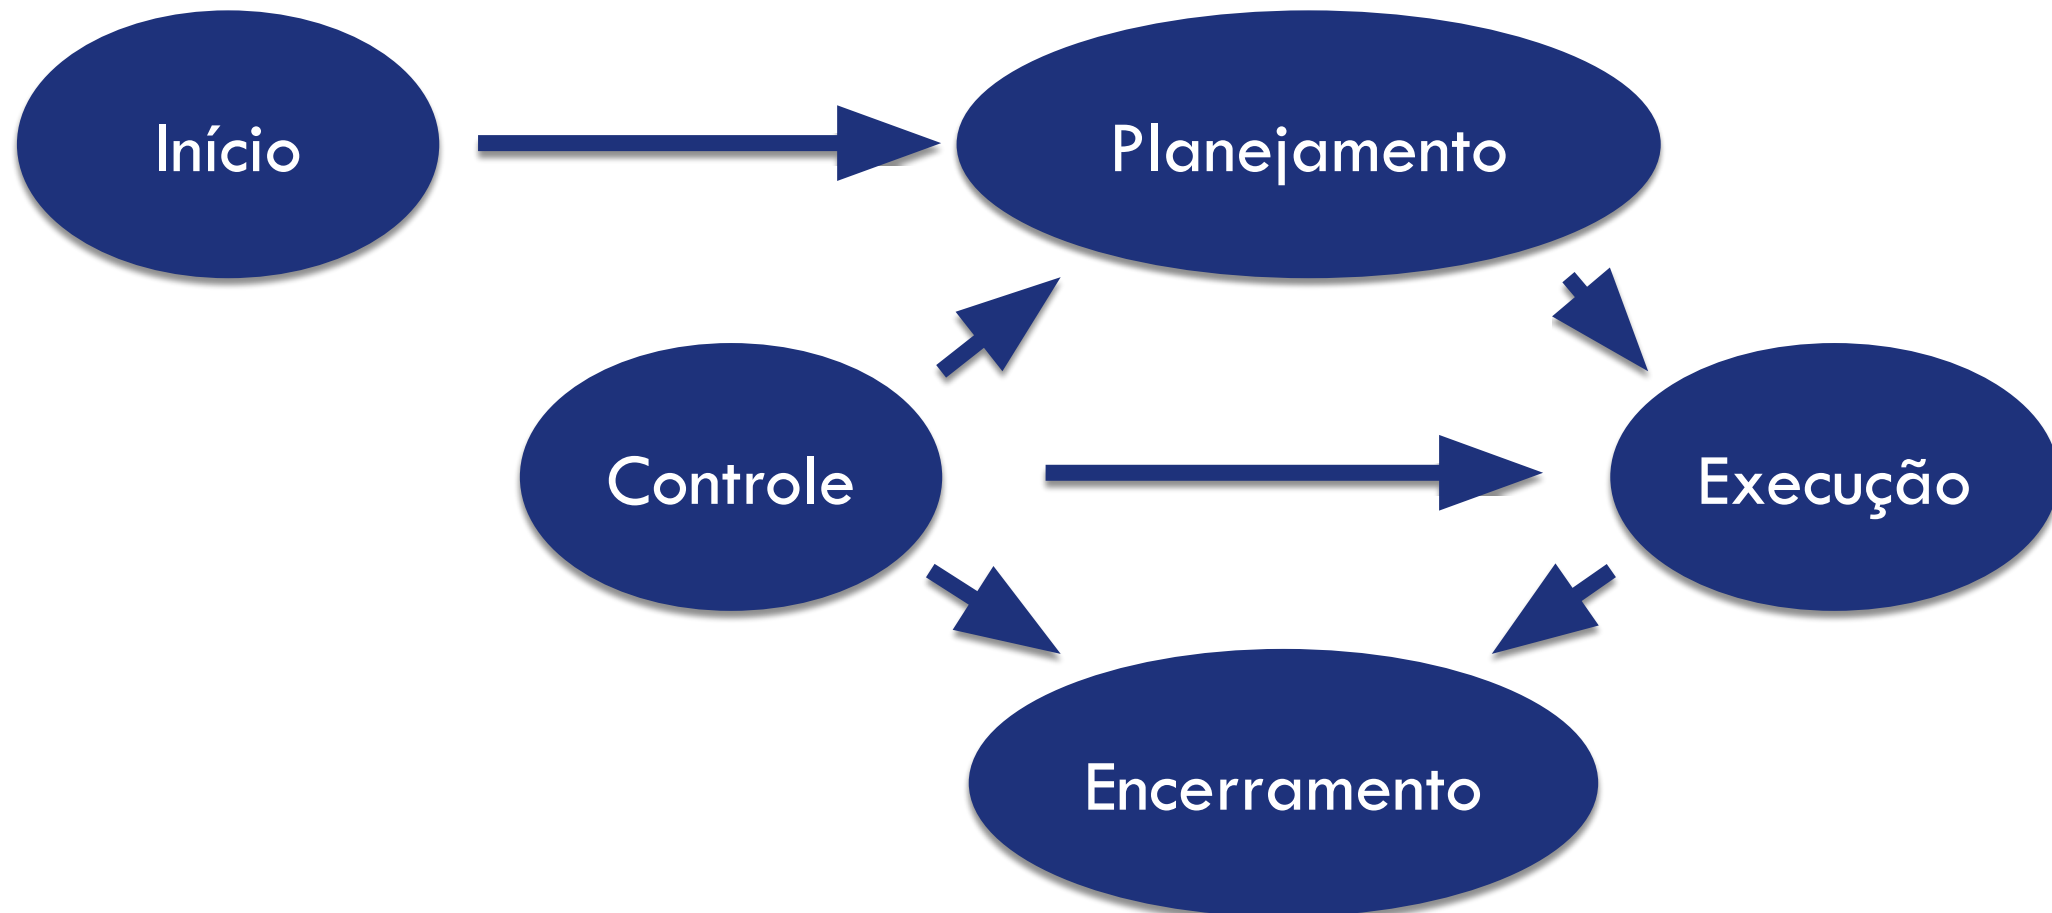 Início
Planejamento
Controle
Execução
Encerramento